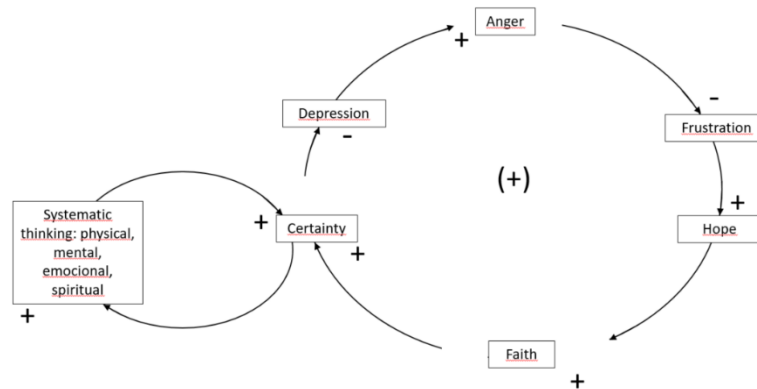 Anger
+
Depression
-
-
Frustration
(+)
+
Hope
Systematic
thinking: physical,
mental,
emocional,
spiritual
+
+
Certainty
+
Faith
+